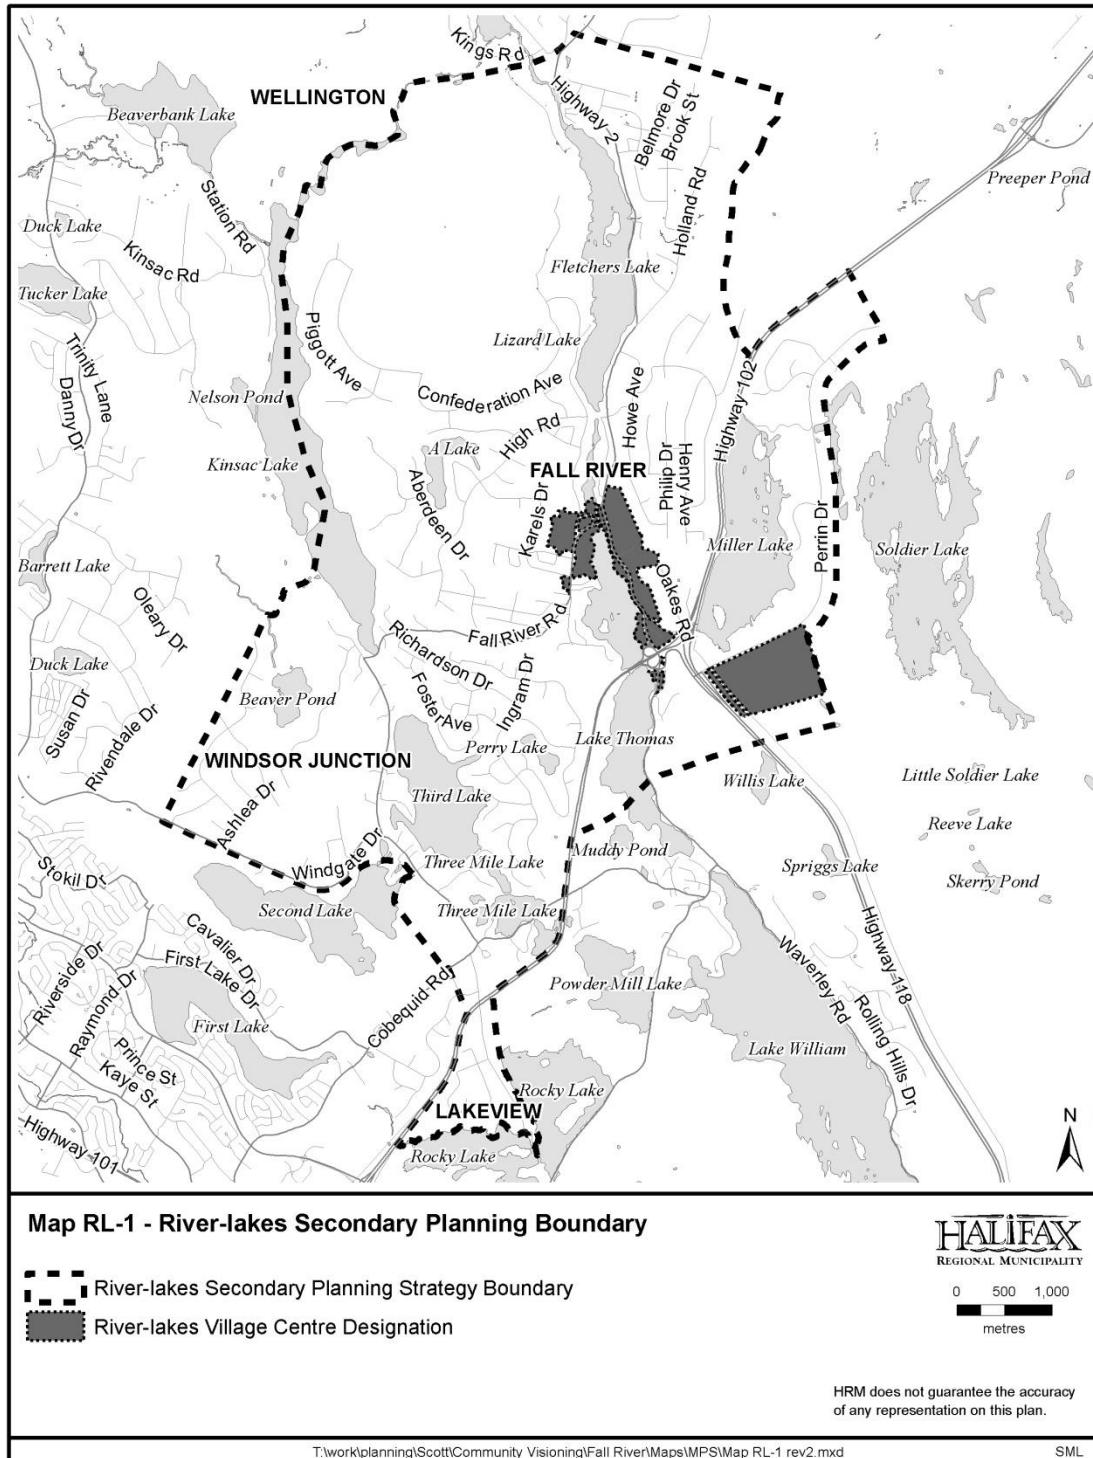 Kings Rd
WELLINGTON
Beaverbank Lake
Highway 2
Belmore Dr
Brook St
Preeper Pond
Station Rd
Duck Lake
Kinsac Rd
Holland Rd
Fletchers Lake
Tucker Lake
Piggott Ave
Lizard Lake
Trinity Lane
Danny Dr
Nelson Pond
Confederation Ave
Highway 102
Howe Ave
High Rd
A Lake
Kinsac Lake
FALL RIVER
Philip Dr
Henry Ave
Aberdeen Dr
Karels Dr
Miller Lake
Perrin Dr
Soldier Lake
Barrett Lake
Oleary Dr
Oakes Rd
Fall River Rd
Richardson Dr
Duck Lake
Susan Dr
Rivendale Dr
Beaver Pond
Foster Ave
Ingram Dr
Perry Lake
Lake Thomas
WINDSOR JUNCTION
Willis Lake
Little Soldier Lake
Ashlea Dr
Third Lake
Reeve Lake
Windgate Dr
Three Mile Lake
Muddy Pond
Spriggs Lake
Skerry Pond
Stokil Dr
Second Lake
Three Mile Lake
Cavalier Dr
Riverside Dr
First Lake Dr
Raymond Dr
Cobequid Rd
Powder Mill Lake
Waverley Rd
Highway 118
First Lake
Rolling Hills Dr
Prince St
Kaye St
Lake William
Rocky Lake
LAKEVIEW
Highway 101
Rocky Lake
N
Map RL-1 - River-lakes Secondary Planning Boundary
River-lakes Secondary Planning Strategy Boundary
River-lakes Village Centre Designation
HALIFAX
REGIONAL MUNICIPALITY
0 500 1,000
metres
HRM does not guarantee the accuracy
of any representation on this plan.
T:\work\planning\Scott\Community Visioning\Fall River\Maps\MPS\Map RL-1 rev2.mxd
SML